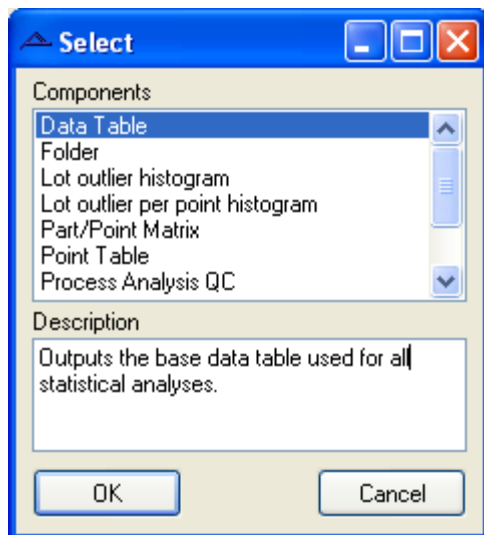 Select
Components
Data Table
Folder
Lot outlier histogram
Lot outlier per point histogram
Part/Point Matrix
Point Table
Process Analysis QC
Description
Outputs the base data table used for all
statistical analyses.
OK
Cancel